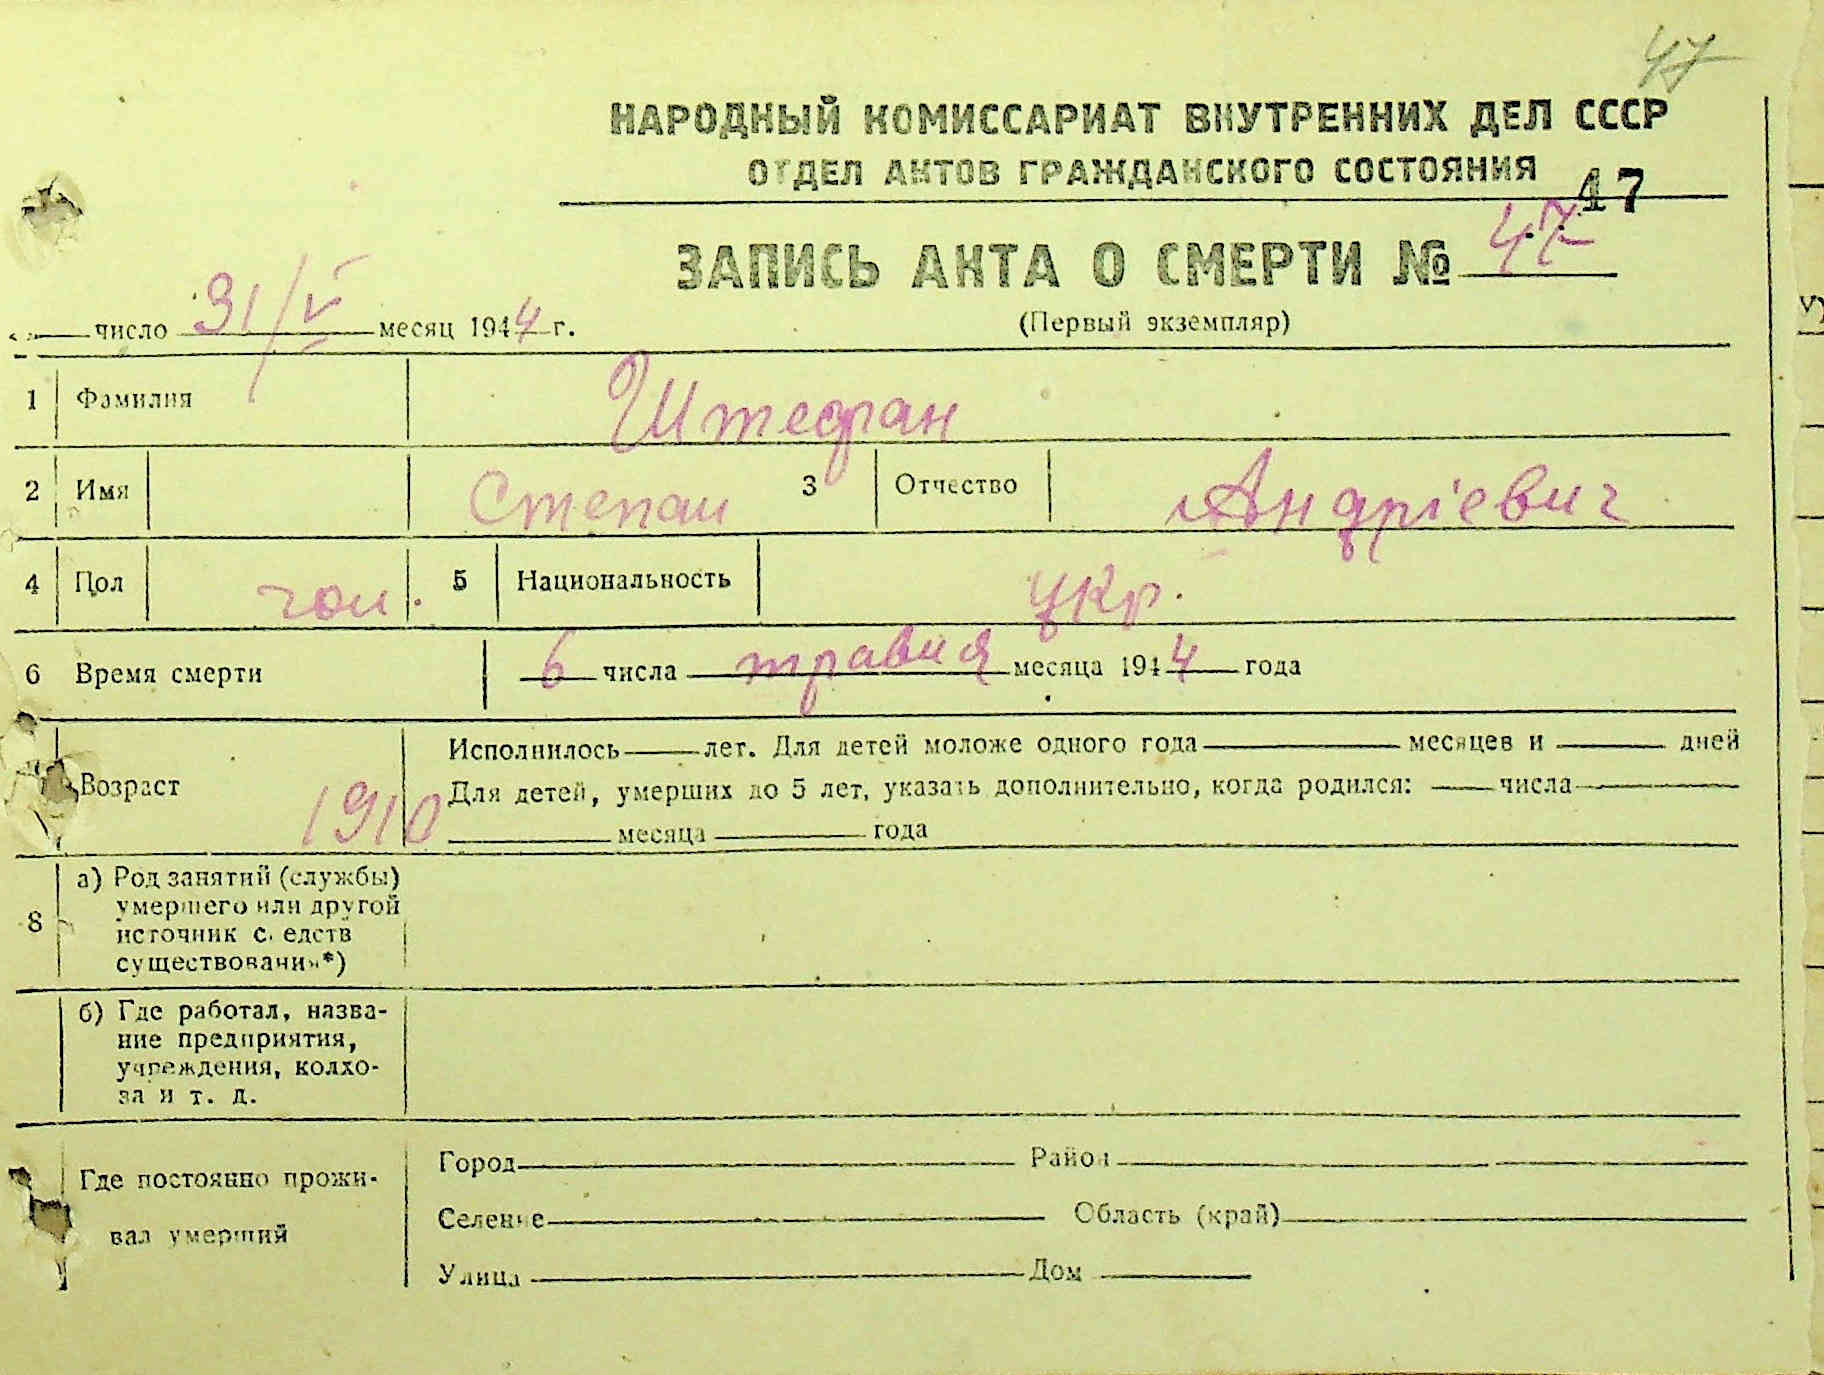 47
НАРОДНЫЙ КОМИССАРИАТ ВНУТРЕННИХ ДЕЛ СССР
ОТДЕЛ АКТОВ ГРАЖДАНСКОГО СОСТОЯНИЯ
47
ЗАПИСЬ АКТА О СМЕРТИ № 47
« » число 31/V месяц 1944 г. (Первый экземпляр)
1 Фамилия Штефан
2 Имя Степан 3 Отчество Андрієвич
4 Пол чол. 5 Национальность укр.
6 Время смерти 6 числа травня месяца 1944 года
Возраст 1910 Исполнилось лет. Для детей моложе одного года месяцев и дней
Для детей, умерших до 5 лет, указать дополнительно, когда родился: числа
месяца года
8 а) Род занятий (службы)
умершего или другой
источник средств
существования*)
б) Где работал, назва-
ние предприятия,
учреждения, колхо-
за и т. д.
Где постоянно прожи-
вал умерший
Город Район
Селение Область (край)
Улица Дом